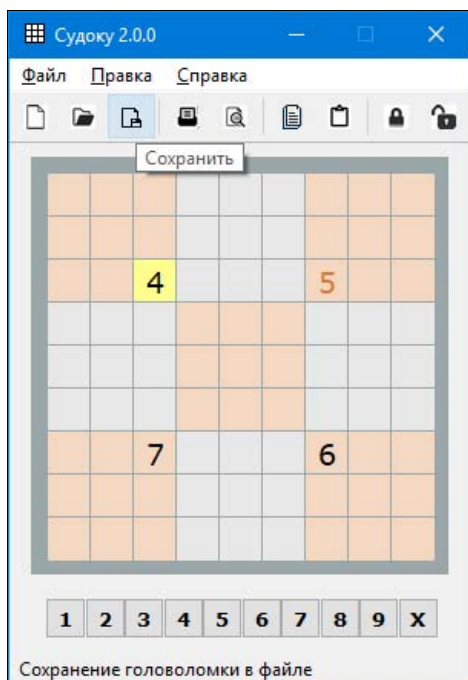 Судоку 2.0.0
Файл Правка Справка
Сохранить
4 5
7 6
1 2 3 4 5 6 7 8 9 X
Сохранение головоломки в файле